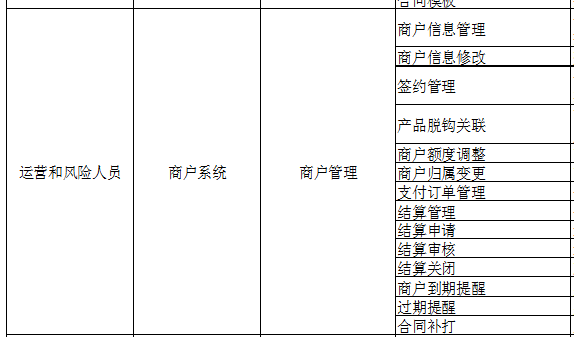 合同模板
商户信息管理
商户信息修改
签约管理
产品脱钩关联
商户额度调整
运营和风险人员 商户系统 商户管理 商户归属变更
支付订单管理
结算管理
结算申请
结算审核
结算关闭
商户到期提醒
过期提醒
合同补打